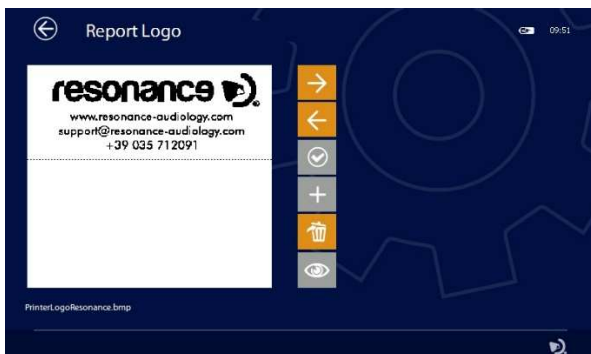 Report Logo
09:51
resonance
www.resonance-audiology.com
support@resonance-audiology.com
+39 035 712091
PrinterLogoResonance.bmp